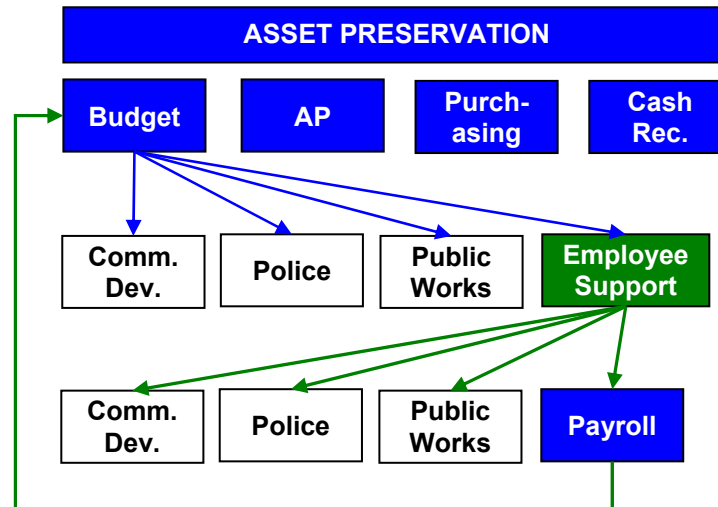 ASSET PRESERVATION
Budget
AP
Purch-
asing
Cash
Rec.
Comm.
Dev.
Police
Public
Works
Employee
Support
Comm.
Dev.
Police
Public
Works
Payroll